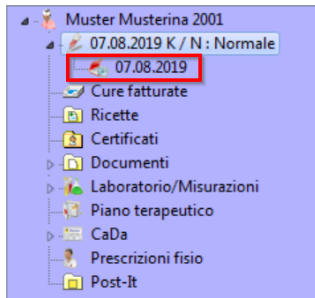 Muster Musterina 2001
07.08.2019 K / N : Normale
07.08.2019
Cure fatturate
Ricette
Certificati
Documenti
Laboratorio/Misurazioni
Piano terapeutico
CaDa
Prescrizioni fisio
Post-It